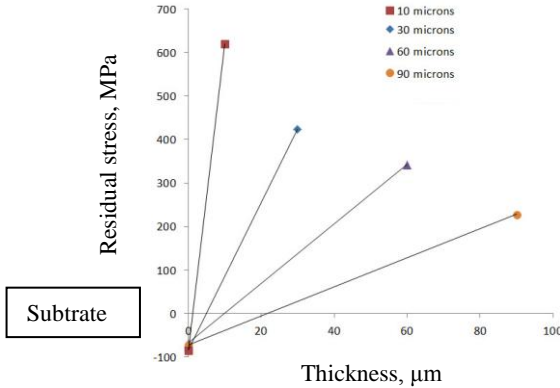 700
600
500
400
300
200
100
0
-100
0
20
40
60
80
100
10 microns
30 microns
60 microns
90 microns
Residual stress, MPa
Subtrate
Thickness, μm